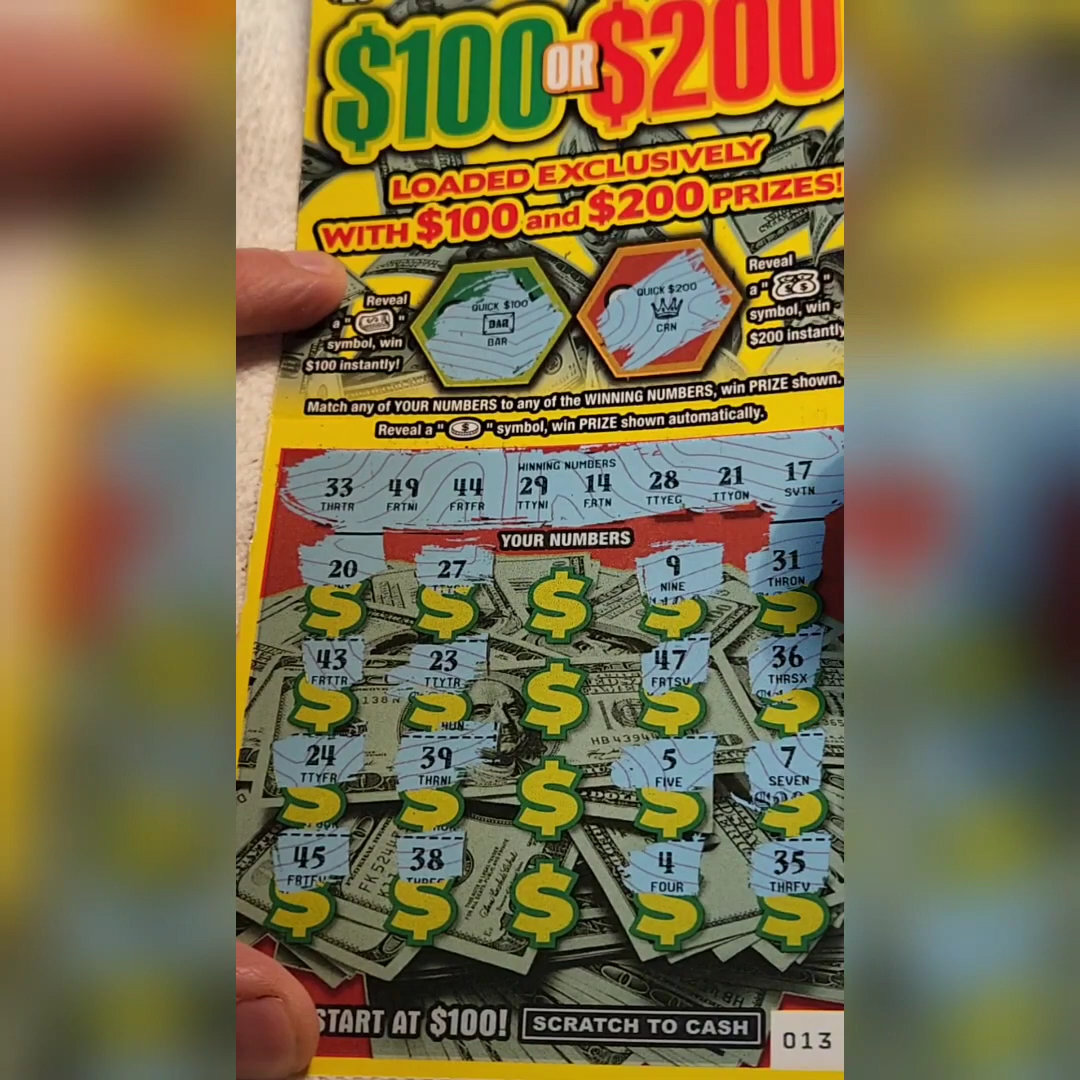 $100 OR $200
LOADED EXCLUSIVELY
WITH $100 and $200 PRIZES!
Reveal
a " "
symbol, win
$100 instantly!
QUICK $100
BAR
BAR
QUICK $200
CRN
Reveal
a " "
symbol, win
$200 instantly
Match any of YOUR NUMBERS to any of the WINNING NUMBERS, win PRIZE shown.
Reveal a " $ " symbol, win PRIZE shown automatically.
WINNING NUMBERS
33 49 44 29 14 28 21 17
THRTR FRTNI FRTFR TTYNI FRTN TTYEG TTYON SVTN
YOUR NUMBERS
20 27 9 31
NINE THRON
$ $ $ $ $
43 23 47 36
FRTTR TTYTR FRTSV THRSX
$ $ $ $ $
24 39 5 7
TTYFR THRNI FIVE SEVEN
$ $ $ $ $
45 38 4 35
FRTFV FOUR THRFV
$ $ $ $ $
START AT $100! SCRATCH TO CASH
013